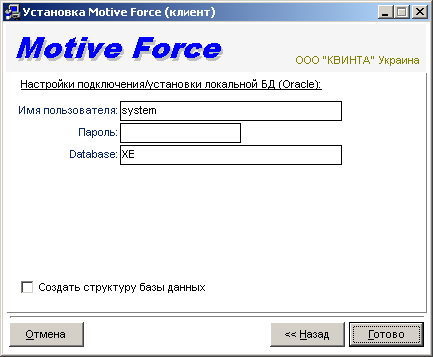 Установка Motive Force (клиент)
Motive Force
ООО "КВИНТА" Украина
Настройки подключения/установки локальной БД (Oracle):
Имя пользователя: system
Пароль:
Database: XE
Создать структуру базы данных
Отмена
<< Назад
Готово